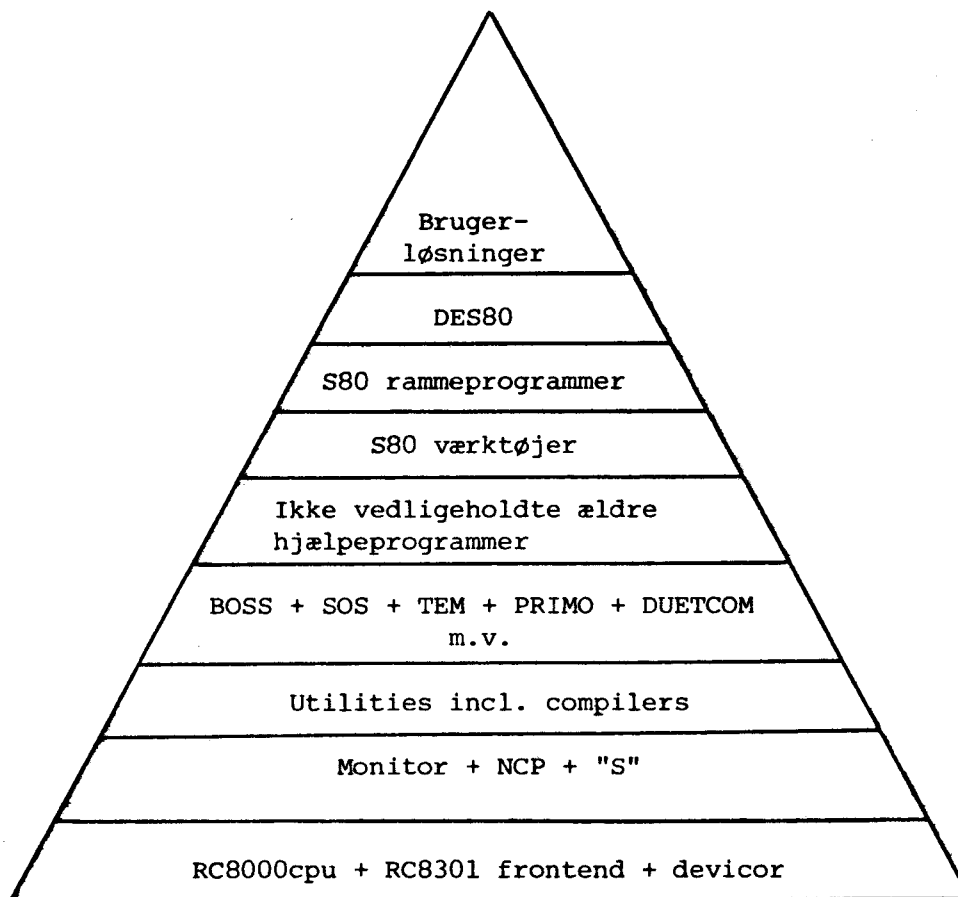 Bruger-
løsninger
DES80
S80 rammeprogrammer
S80 værktøjer
Ikke vedligeholdte ældre
hjælpeprogrammer
BOSS + SOS + TEM + PRIMO + DUETCOM
m.v.
Utilities incl. compilers
Monitor + NCP + "S"
RC8000cpu + RC8301 frontend + devicor